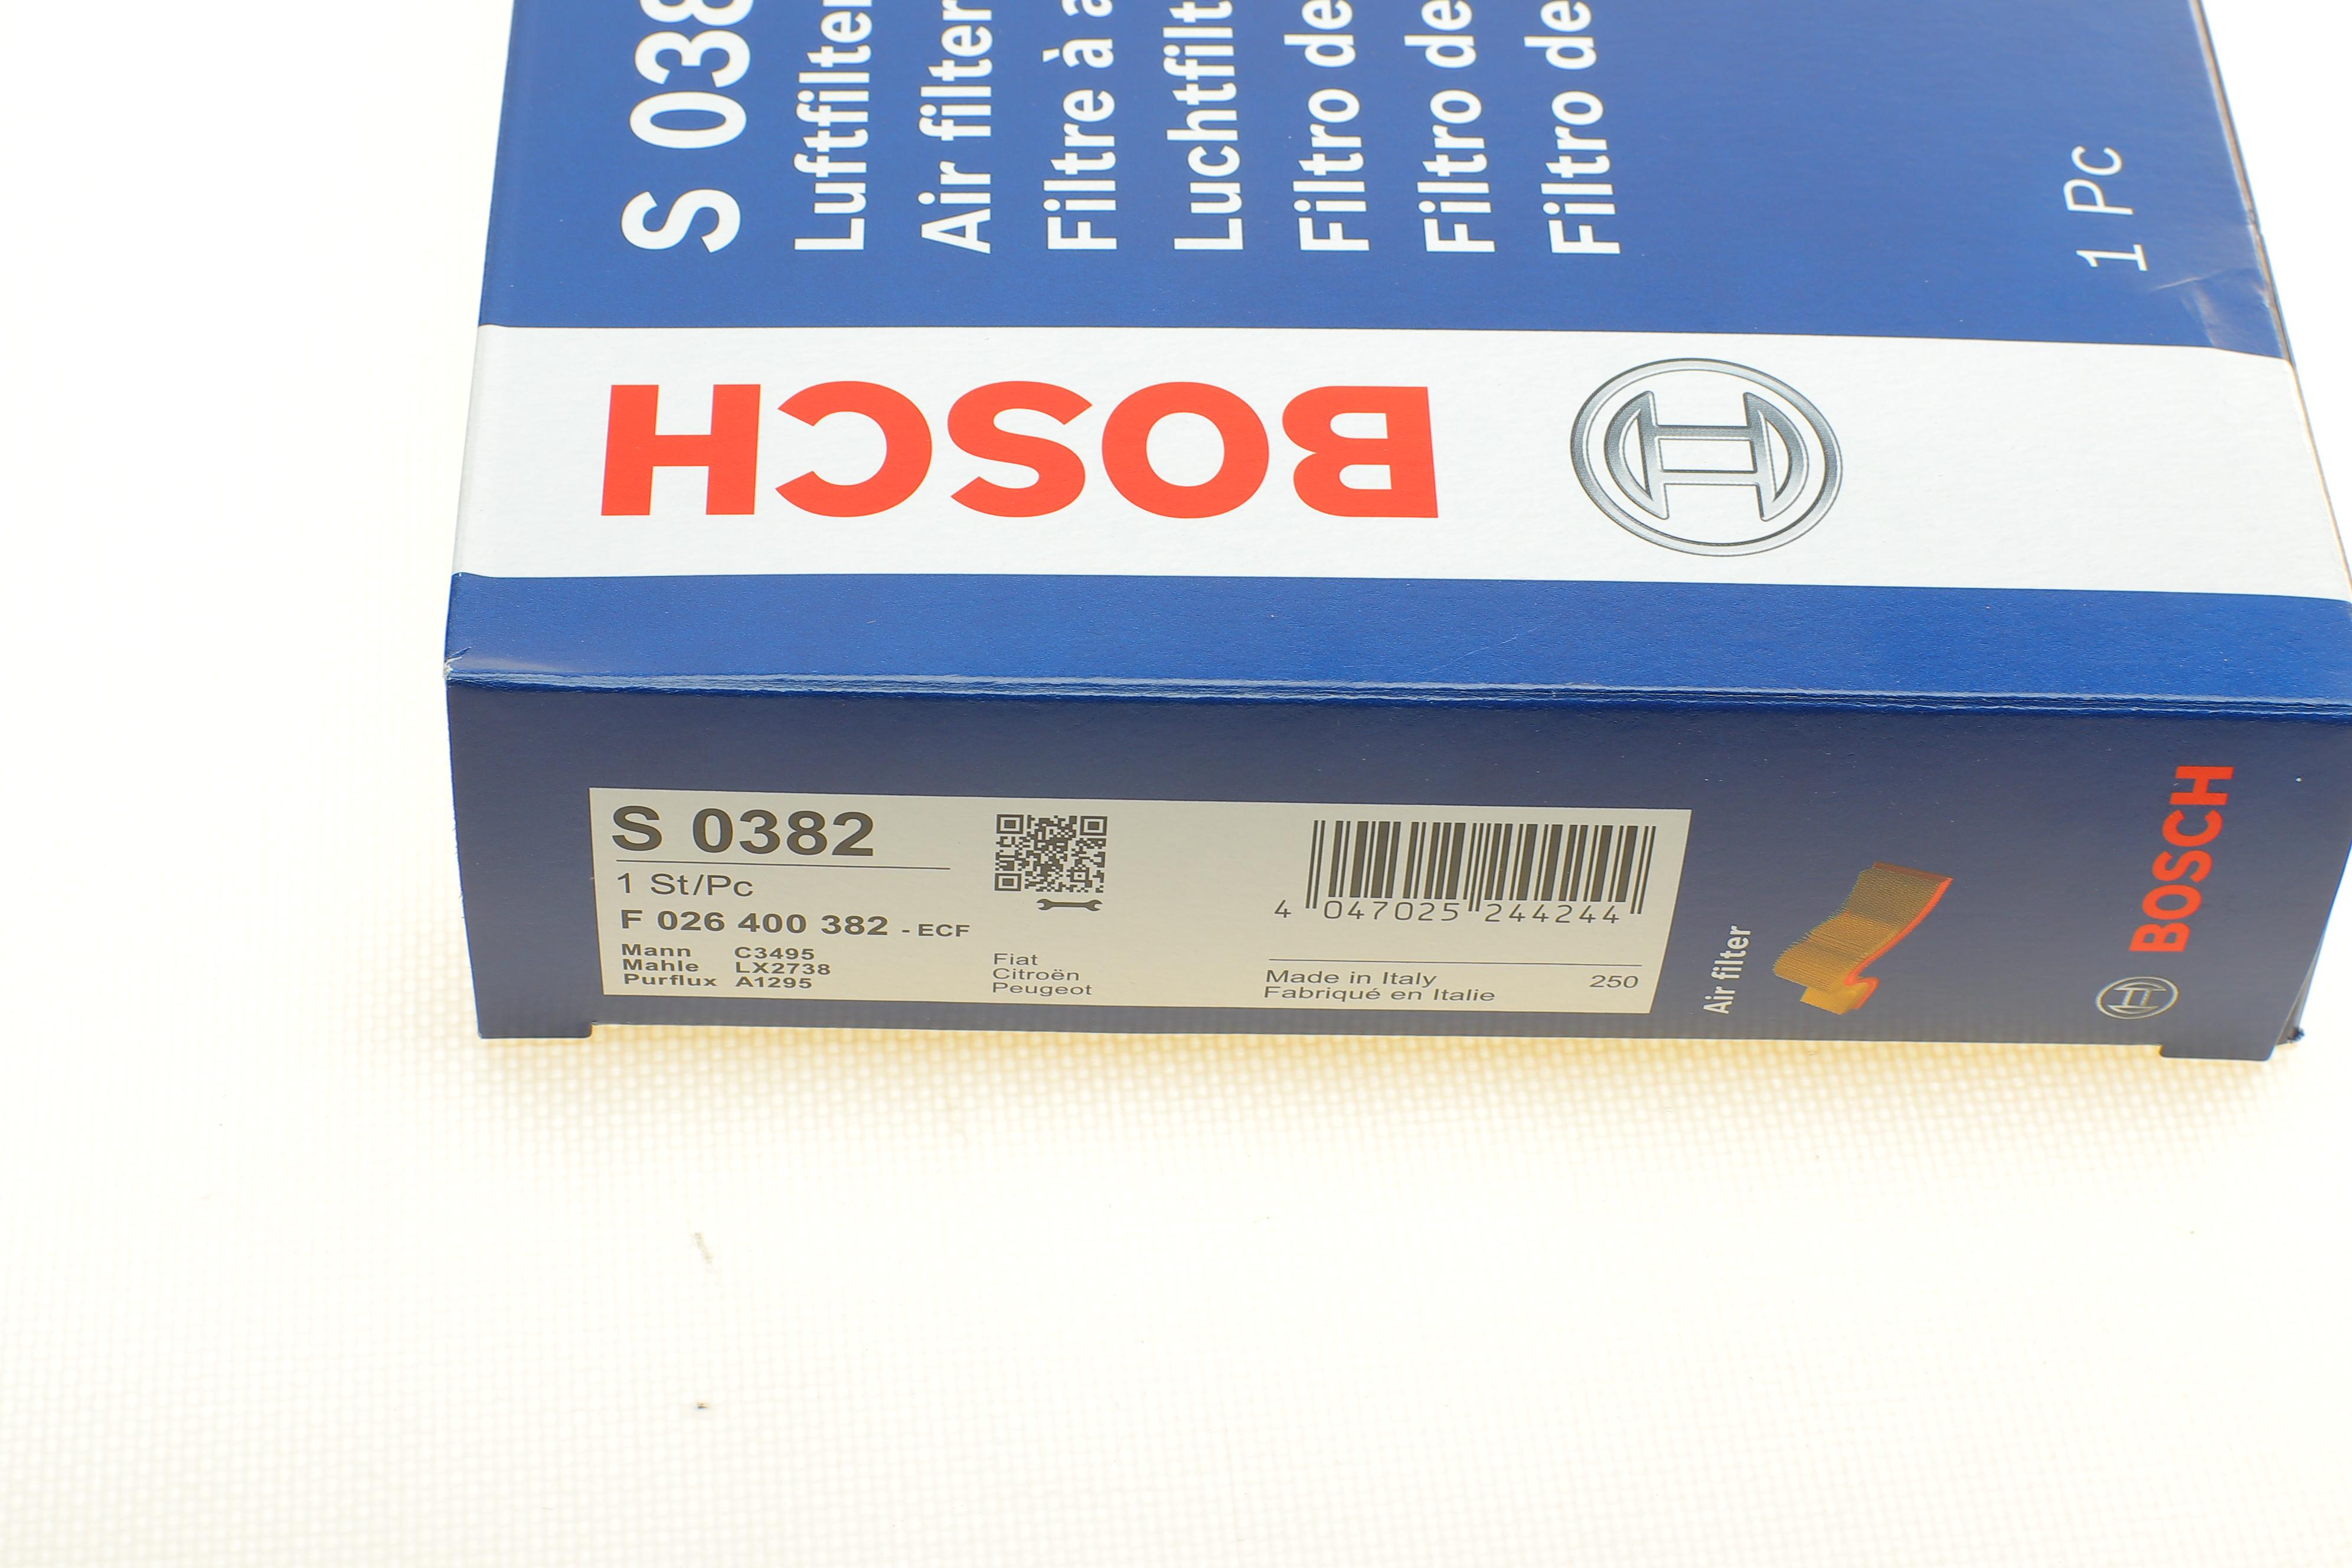 S 038
Luftfilter
Air filter
Filtre à a
Luchtfilt
Filtro de
Filtro de
Filtro de
1 Pc
BOSCH
S 0382
1 St/Pc
F 026 400 382 - ECF
Mann C3495
Mahle LX2738
Purflux A1295
Fiat
Citroën
Peugeot
4 047025 244244
Made in Italy
Fabriqué en Italie
250
Air filter
BOSCH